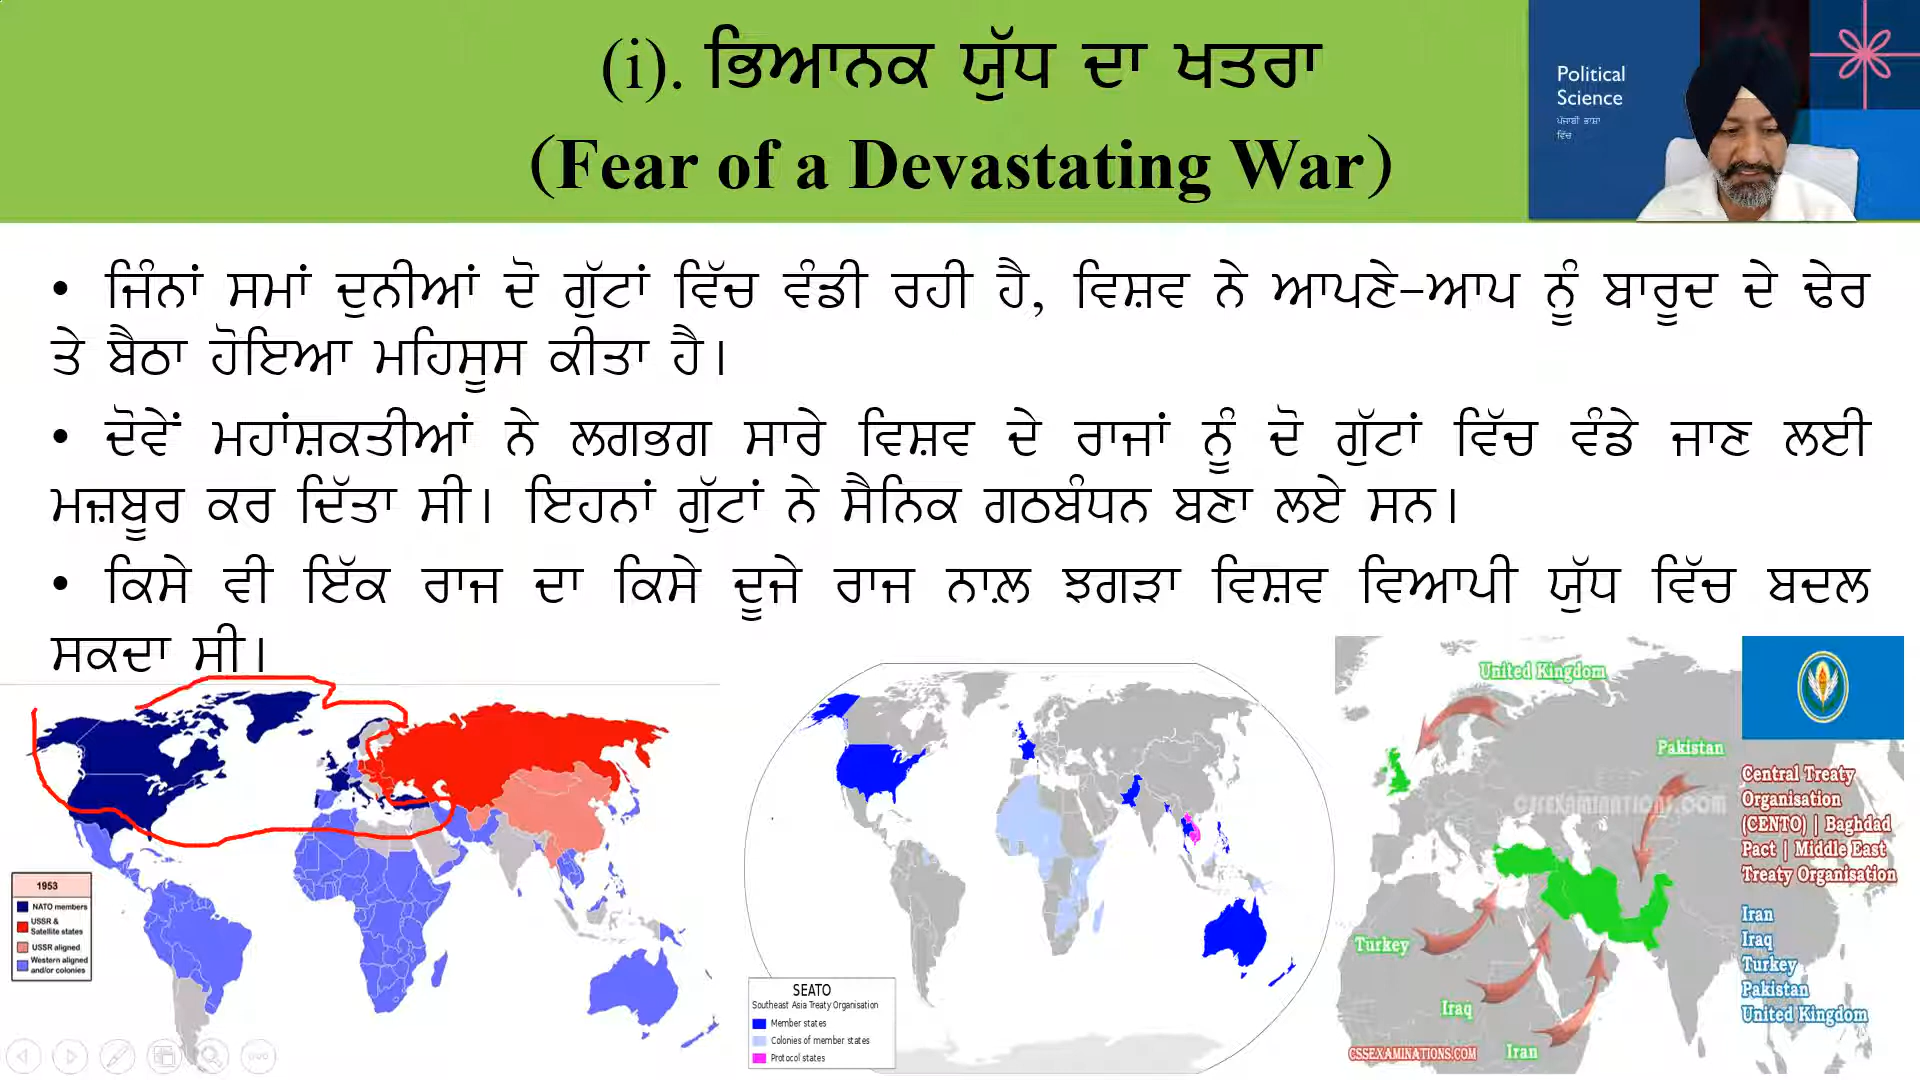 (i). ਭਿਆਨਕ ਯੁੱਧ ਦਾ ਖਤਰਾ
(Fear of a Devastating War)
Political
Science
ਪੰਜਾਬੀ ਭਾਸ਼ਾ
ਵਿੱਚ
• ਜਿੰਨਾਂ ਸਮਾਂ ਦੁਨੀਆਂ ਦੋ ਗੁੱਟਾਂ ਵਿੱਚ ਵੰਡੀ ਰਹੀ ਹੈ, ਵਿਸ਼ਵ ਨੇ ਆਪਣੇ-ਆਪ ਨੂੰ ਬਾਰੂਦ ਦੇ ਢੇਰ
ਤੇ ਬੈਠਾ ਹੋਇਆ ਮਹਿਸੂਸ ਕੀਤਾ ਹੈ।
• ਦੋਵੇਂ ਮਹਾਂਸ਼ਕਤੀਆਂ ਨੇ ਲਗਭਗ ਸਾਰੇ ਵਿਸ਼ਵ ਦੇ ਰਾਜਾਂ ਨੂੰ ਦੋ ਗੁੱਟਾਂ ਵਿੱਚ ਵੰਡੇ ਜਾਣ ਲਈ
ਮਜ਼ਬੂਰ ਕਰ ਦਿੱਤਾ ਸੀ। ਇਹਨਾਂ ਗੁੱਟਾਂ ਨੇ ਸੈਨਿਕ ਗਠਬੰਧਨ ਬਣਾ ਲਏ ਸਨ।
• ਕਿਸੇ ਵੀ ਇੱਕ ਰਾਜ ਦਾ ਕਿਸੇ ਦੂਜੇ ਰਾਜ ਨਾਲ਼ ਝਗੜਾ ਵਿਸ਼ਵ ਵਿਆਪੀ ਯੁੱਧ ਵਿੱਚ ਬਦਲ
ਸਕਦਾ ਸੀ।
1953
NATO members
USSR &
Satellite states
USSR aligned
Western aligned
and/or colonies
SEATO
Southeast Asia Treaty Organisation
Member states
Colonies of member states
Protocol states
United Kingdom
Pakistan
CSSEXAMINATIONS.COM
Turkey
Iraq
Iran
CSSEXAMINATIONS.COM
Central Treaty
Organisation
(CENTO) | Baghdad
Pact | Middle East
Treaty Organisation
Iran
Iraq
Turkey
Pakistan
United Kingdom